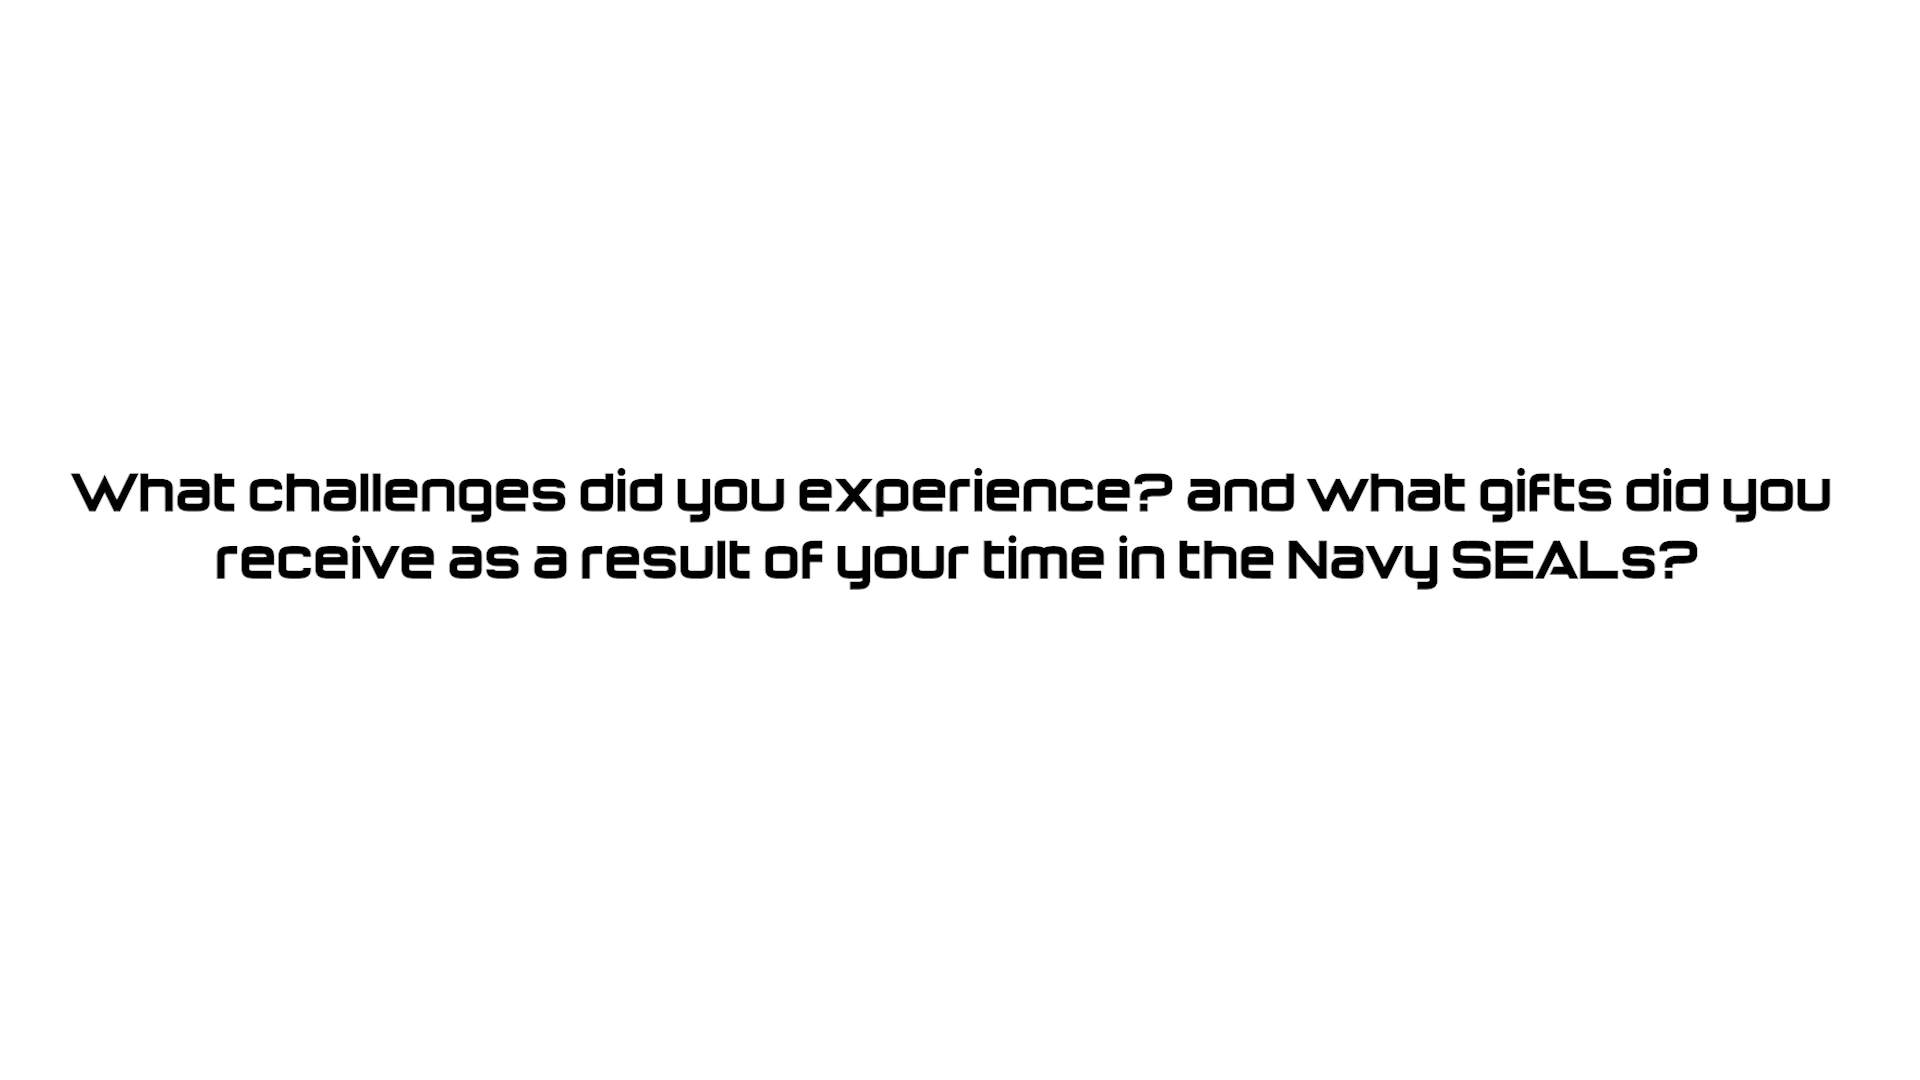 What challenges did you experience? and what gifts did you
receive as a result of your time in the Navy SEALs?